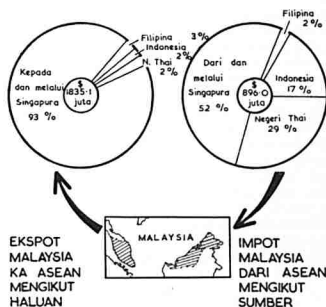 Filipina
3%
Indonesia
2%
N. Thai
2%
Kepada
dan melalui
Singapura
93 %
$
1835·1
juta
Filipina
2%
Dari dan
melalui
Singapura
52 %
$
896·0
juta
Indonesia
17 %
Negeri Thai
29 %
MALAYSIA
EKSPOT
MALAYSIA
KA ASEAN
MENGIKUT
HALUAN
IMPOT
MALAYSIA
DARI ASEAN
MENGIKUT
SUMBER